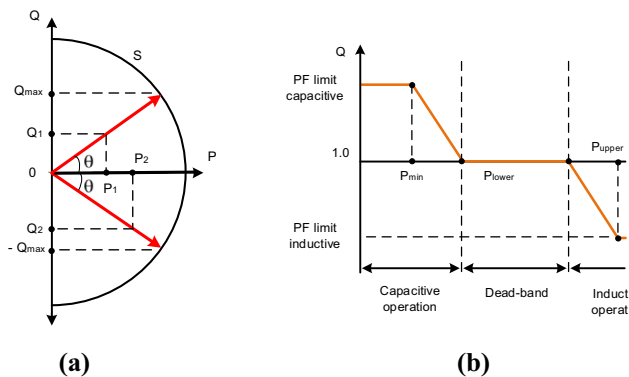 Q
S
Qmax
Q1
P2
θ
P
0
θ
P1
Q2
- Qmax
(a)
Q
PF limit
capacitive
Pupper
1.0
Pmin
Plower
PF limit
inductive
Capacitive
operation
Dead-band
Induct
operat
(b)